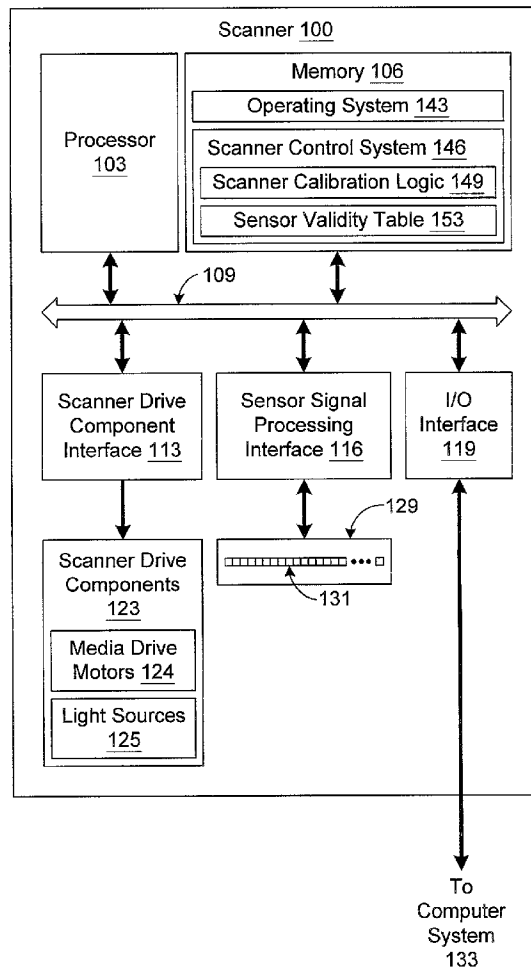 Scanner 100
Processor
103
Memory 106
Operating System 143
Scanner Control System 146
Scanner Calibration Logic 149
Sensor Validity Table 153
109
Scanner Drive
Component
Interface 113
Sensor Signal
Processing
Interface 116
I/O
Interface
119
129
131
Scanner Drive
Components
123
Media Drive
Motors 124
Light Sources
125
To
Computer
System
133